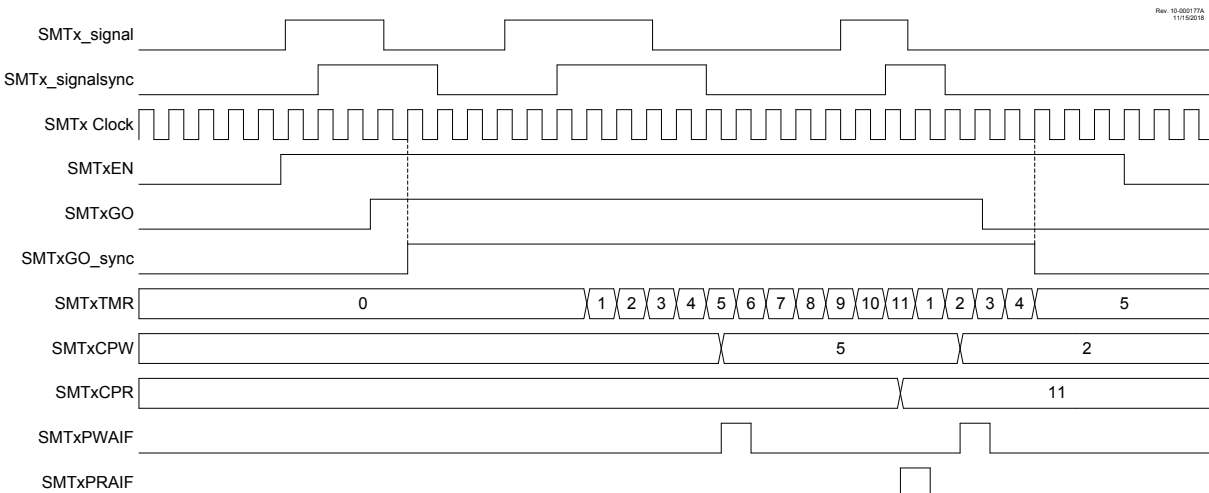 Rev. 10-000177A
11/15/2018
SMTx_signal
SMTx_signalsync
SMTx Clock
SMTxEN
SMTxGO
SMTxGO_sync
SMTxTMR 0 1 2 3 4 5 6 7 8 9 10 11 1 2 3 4 5
SMTxCPW 5 2
SMTxCPR 11
SMTxPWAIF
SMTxPRAIF